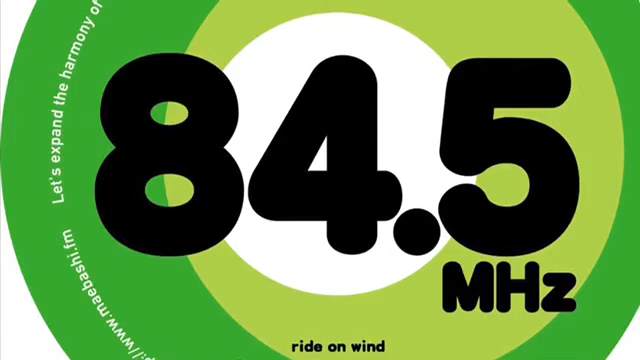 Let's expand the harmony of
84.5
MHz
p://www.maebashi.fm
ride on wind